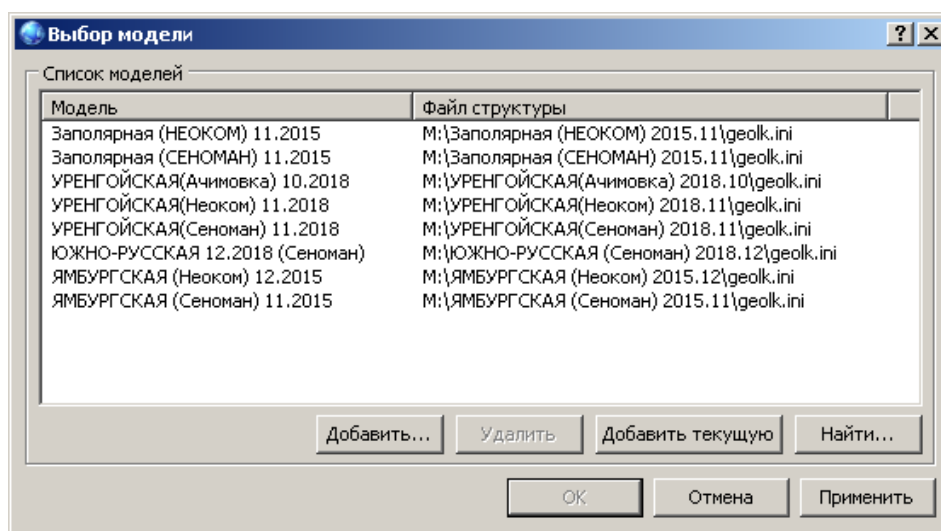 Выбор модели
Список моделей
Модель Файл структуры
Заполярная (НЕОКОМ) 11.2015 M:\Заполярная (НЕОКОМ) 2015.11\geolk.ini
Заполярная (СЕНОМАН) 11.2015 M:\Заполярная (СЕНОМАН) 2015.11\geolk.ini
УРЕНГОЙСКАЯ(Ачимовка) 10.2018 M:\УРЕНГОЙСКАЯ(Ачимовка) 2018.10\geolk.ini
УРЕНГОЙСКАЯ(Неоком) 11.2018 M:\УРЕНГОЙСКАЯ(Неоком) 2018.11\geolk.ini
УРЕНГОЙСКАЯ(Сеноман) 11.2018 M:\УРЕНГОЙСКАЯ(Сеноман) 2018.11\geolk.ini
ЮЖНО-РУССКАЯ 12.2018 (Сеноман) M:\ЮЖНО-РУССКАЯ (Сеноман) 2018.12\geolk.ini
ЯМБУРГСКАЯ (Неоком) 12.2015 M:\ЯМБУРГСКАЯ (Неоком) 2015.12\geolk.ini
ЯМБУРГСКАЯ (Сеноман) 11.2015 M:\ЯМБУРГСКАЯ (Сеноман) 2015.11\geolk.ini
Добавить... Удалить Добавить текущую Найти...
OK Отмена Применить